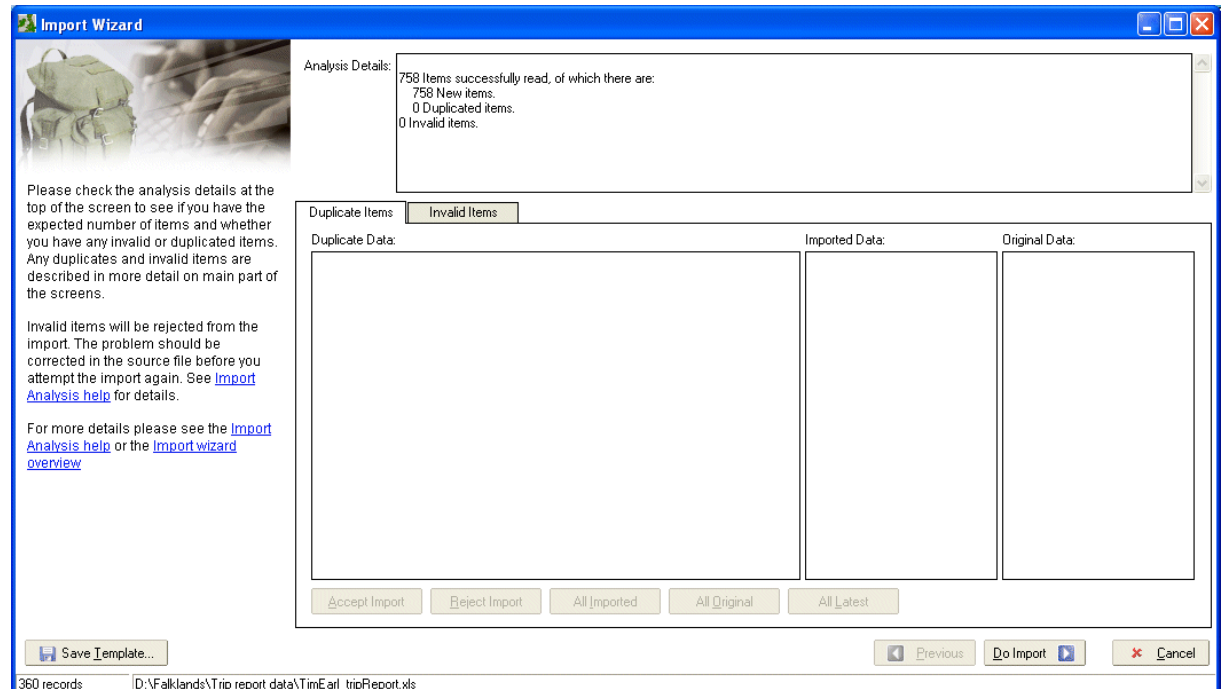 Import Wizard
Please check the analysis details at the
top of the screen to see if you have the
expected number of items and whether
you have any invalid or duplicated items.
Any duplicates and invalid items are
described in more detail on main part of
the screens.
Invalid items will be rejected from the
import. The problem should be
corrected in the source file before you
attempt the import again. See Import
Analysis help for details.
For more details please see the Import
Analysis help or the Import wizard
overview
Analysis Details:
758 Items successfully read, of which there are:
758 New items.
0 Duplicated items.
0 Invalid items.
Duplicate Items Invalid Items
Duplicate Data: Imported Data: Original Data:
Accept Import Reject Import All Imported All Original All Latest
Save Template... Previous Do Import Cancel
360 records D:\Falklands\Trip report data\TimEarl_tripReport.xls